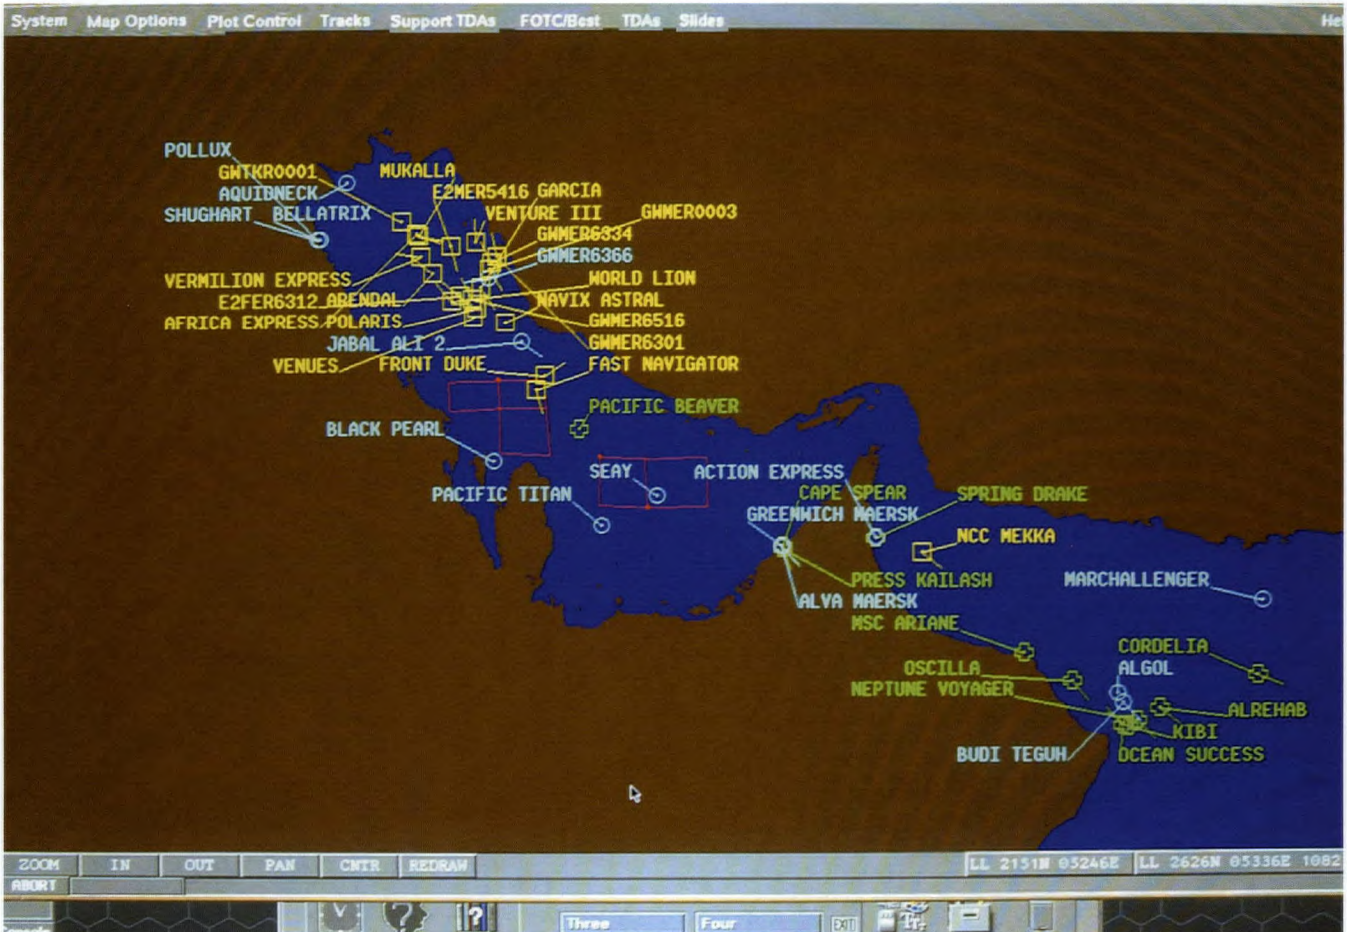 System Map Options Plot Control Tracks Support TDAs FOTC/Best TDAs Slides
POLLUX
GWTKR0001 MUKALLA
AQUIDNECK E2MER5416 GARCIA
SHUGHART BELLATRIX VENTURE III GWMER0003
GWMER6334
GWMER6366
VERMILION EXPRESS WORLD LION
E2FER6312 ARENDAL NAVIX ASTRAL
AFRICA EXPRESS POLARIS GWMER6516
JABAL ALI 2 GWMER6301
VENUES FRONT DUKE FAST NAVIGATOR
PACIFIC BEAVER
BLACK PEARL
SEAY ACTION EXPRESS
PACIFIC TITAN CAPE SPEAR SPRING DRAKE
GREENWICH MAERSK
NCC MEKKA
PRESS KAILASH MARCHALLENGER
ALVA MAERSK
MSC ARIANE
CORDELIA
OSCILLA ALGOL
NEPTUNE VOYAGER
ALREHAB
KIBI
BUDI TEGUH OCEAN SUCCESS
ZOOM IN OUT PAN CNTR REDRAW LL 2151N 05246E LL 2626N 05336E 1082
ABORT
Three Four EXIT